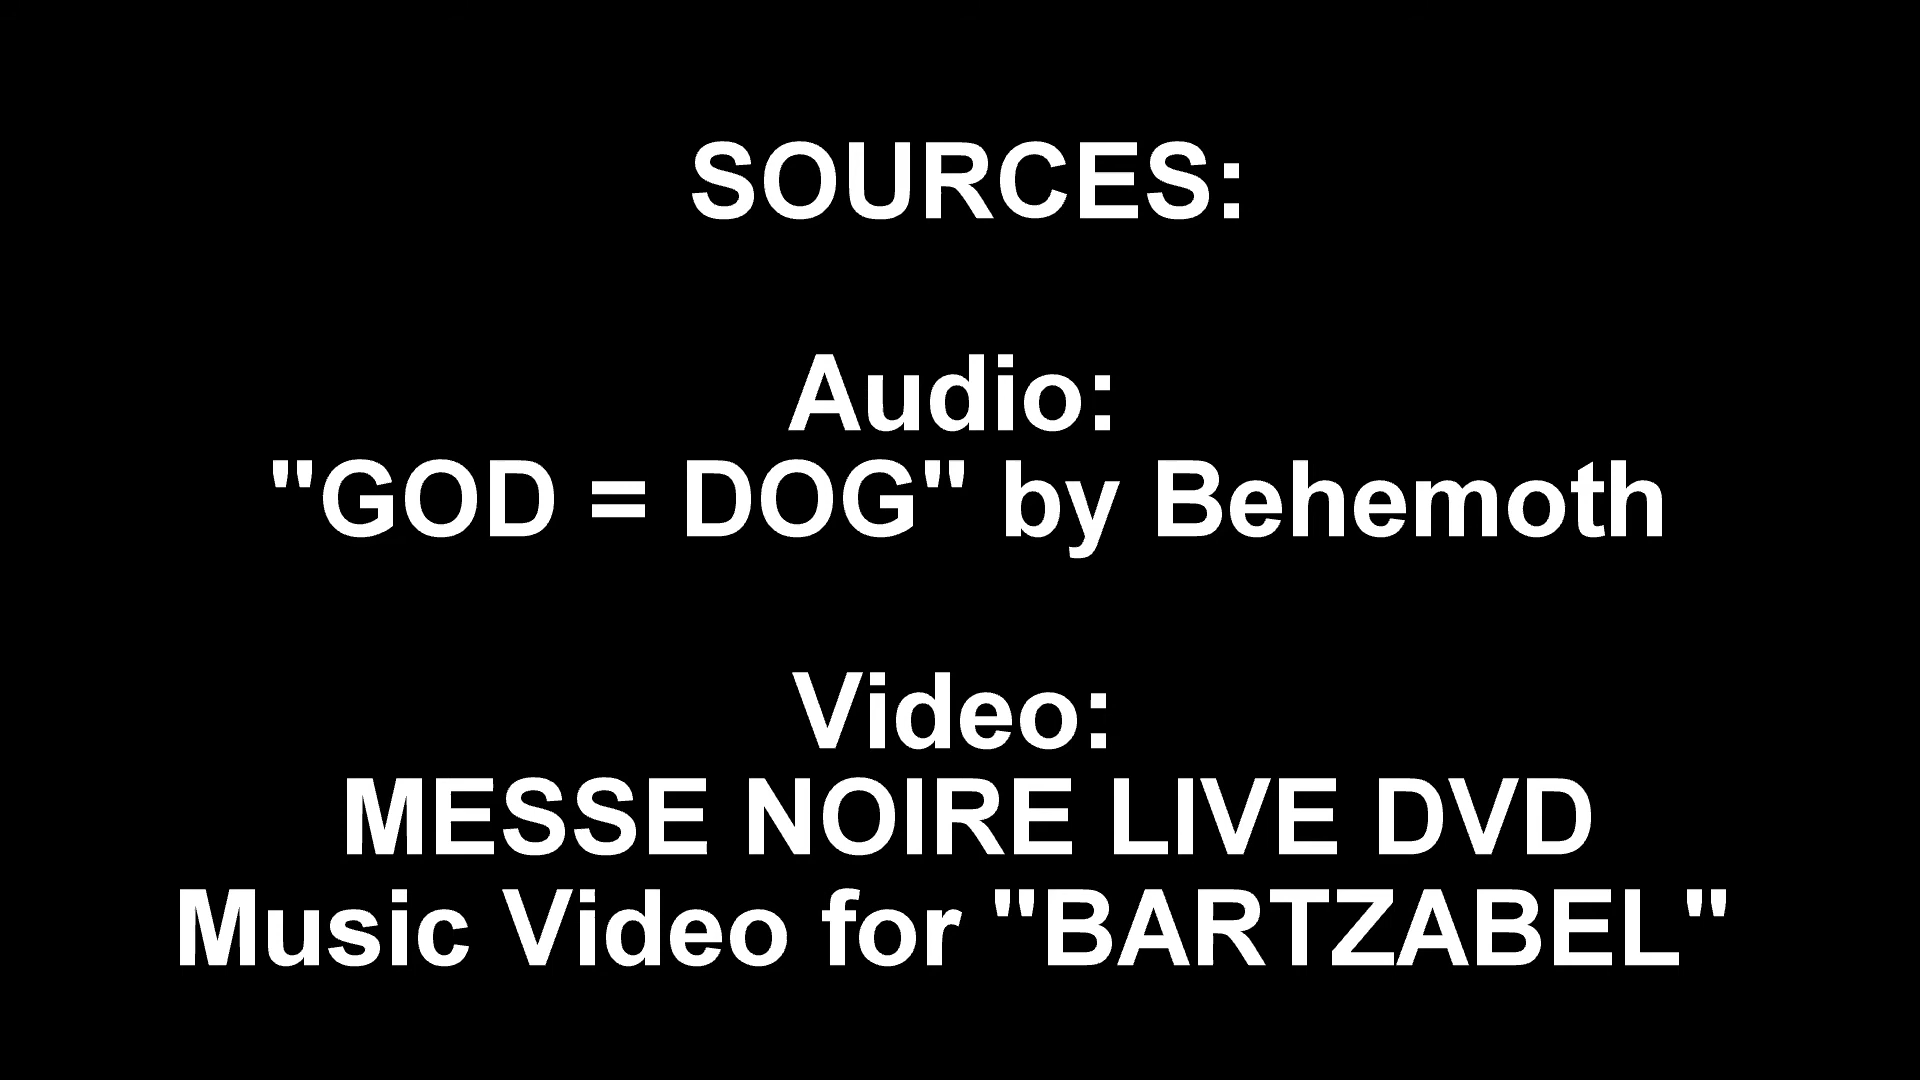 SOURCES:
Audio:
"GOD = DOG" by Behemoth
Video:
MESSE NOIRE LIVE DVD
Music Video for "BARTZABEL"